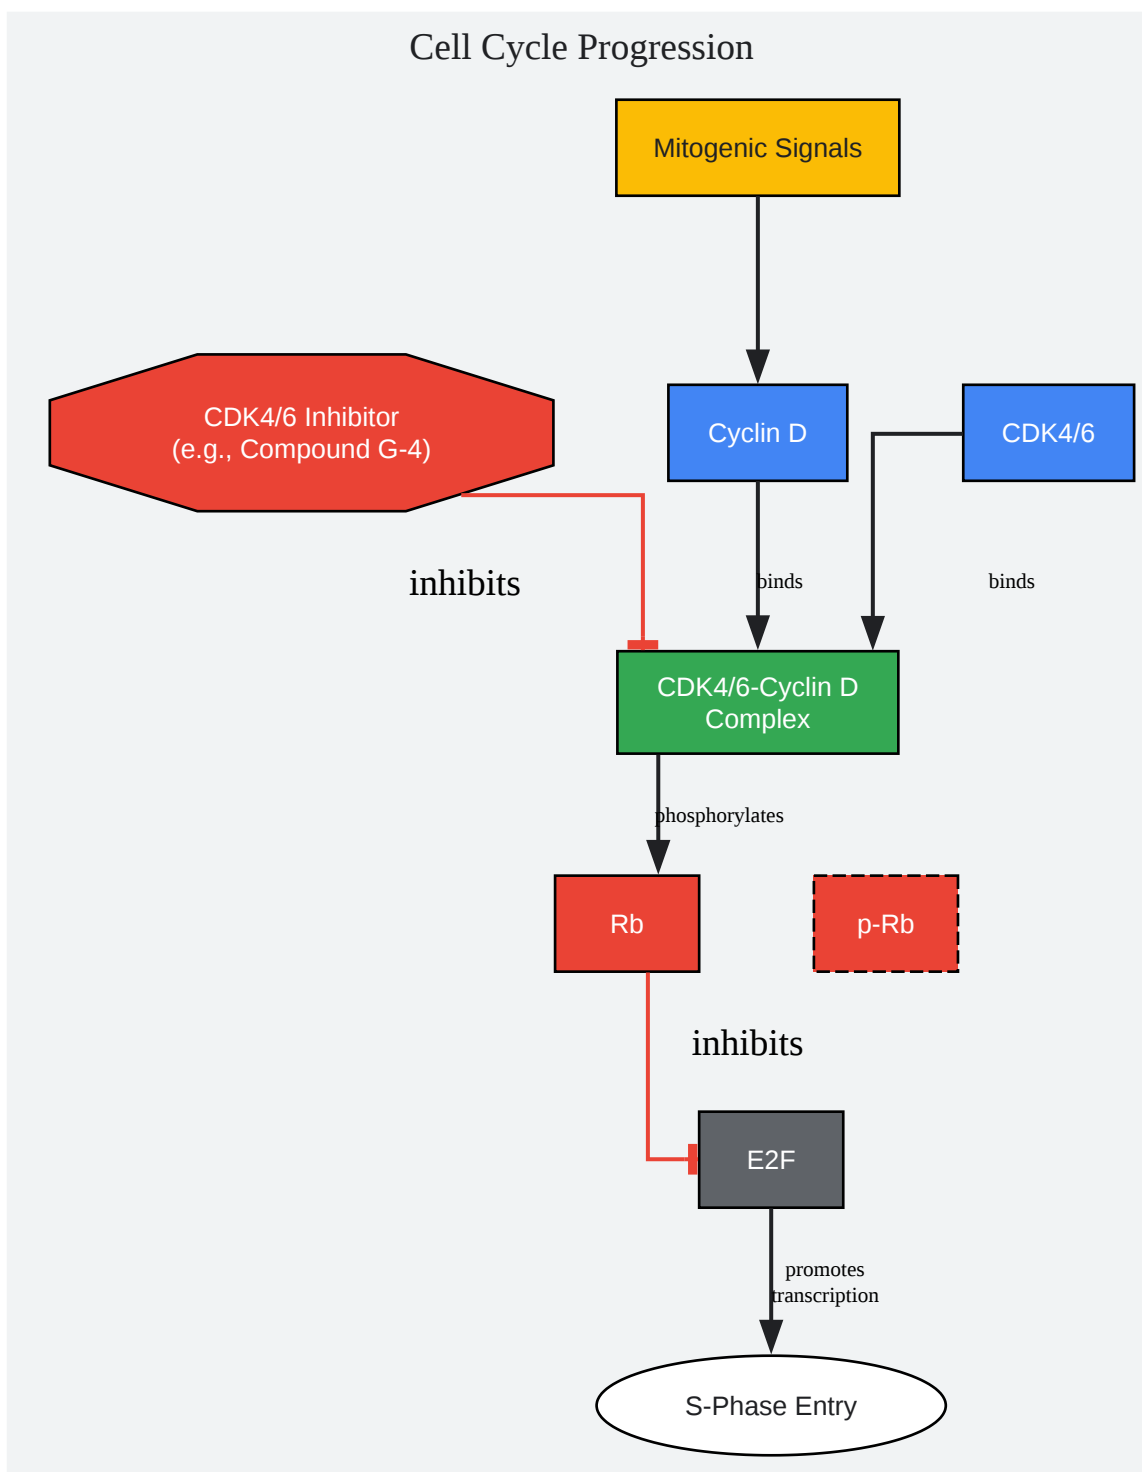 Cell Cycle Progression
Mitogenic Signals
CDK4/6 Inhibitor
(e.g., Compound G-4)
Cyclin D
CDK4/6
inhibits
binds
binds
CDK4/6-Cyclin D
Complex
phosphorylates
Rb
p-Rb
inhibits
E2F
promotes
transcription
S-Phase Entry